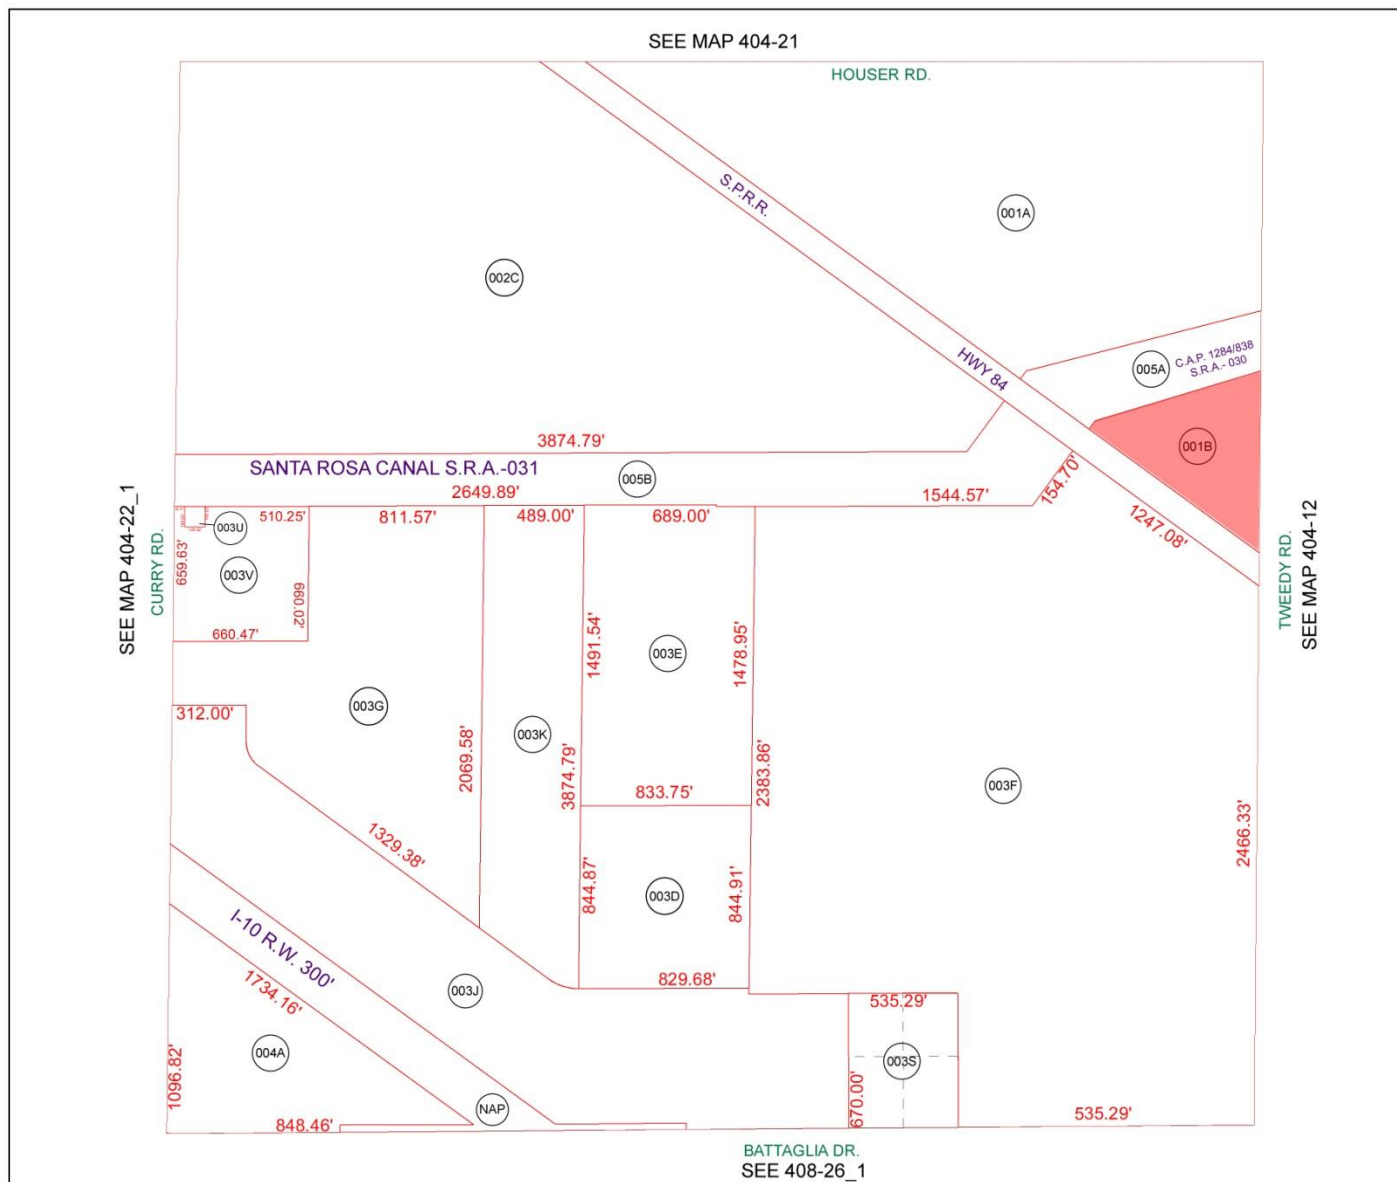 SEE MAP 404-21
HOUSER RD.
S.P.R.R.
001A
002C
HWY 84
C.A.P. 1284/838
S.R.A.- 030
005A
001B
3874.79'
SANTA ROSA CANAL S.R.A.-031
005B
2649.89'
1544.57'
154.70'
1247.08'
SEE MAP 404-22_1
CURRY RD.
510.25'
811.57'
489.00'
689.00'
003U
659.63'
003V
660.02'
660.47'
TWEEDY RD.
SEE MAP 404-12
1491.54'
003E
1478.95'
312.00'
003G
2069.58'
003K
3874.79'
2383.86'
833.75'
003F
2466.33'
1329.38'
844.87'
003D
844.91'
829.68'
I-10 R.W. 300'
1734.16'
003J
535.29'
1096.82'
004A
003S
670.00'
NAP
848.46'
535.29'
BATTAGLIA DR.
SEE 408-26_1